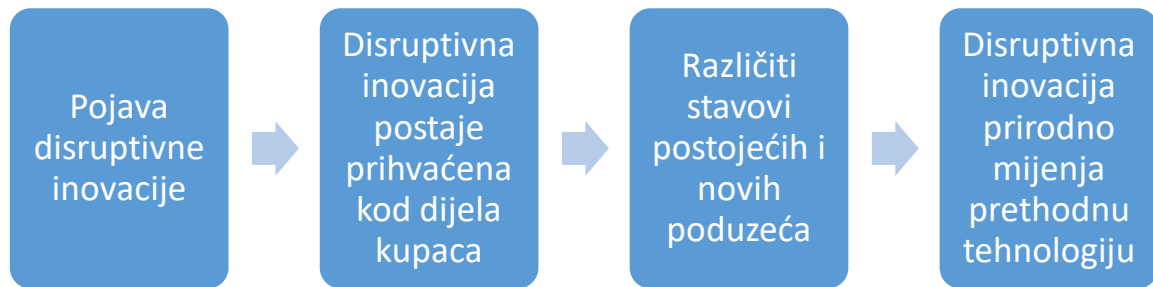 Pojava
disruptivne
inovacije
Disruptivna
inovacija
postaje
prihvaćena
kod dijela
kupaca
Različiti
stavovi
postojećih i
novih
poduzeća
Disruptivna
inovacija
prirodno
mijenja
prethodnu
tehnologiju